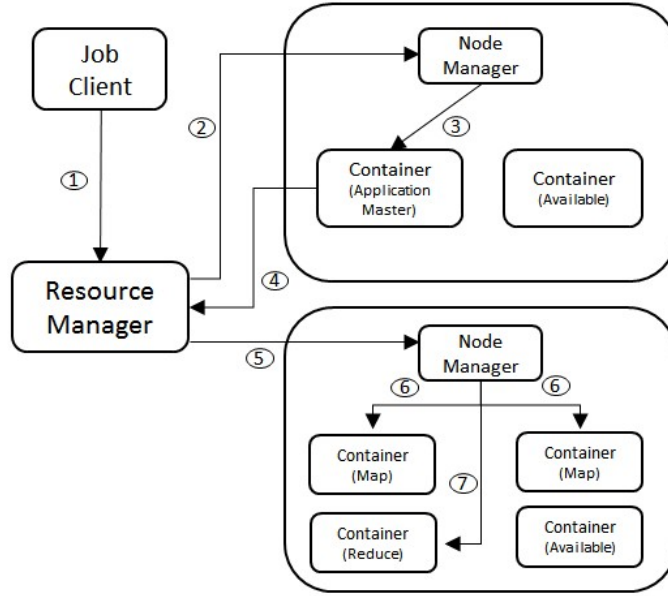 Job
Client
Node
Manager
②
③
①
Container
(Application
Master)
Container
(Available)
④
Resource
Manager
⑤
Node
Manager
⑥
⑥
Container
(Map)
Container
(Map)
⑦
Container
(Reduce)
Container
(Available)